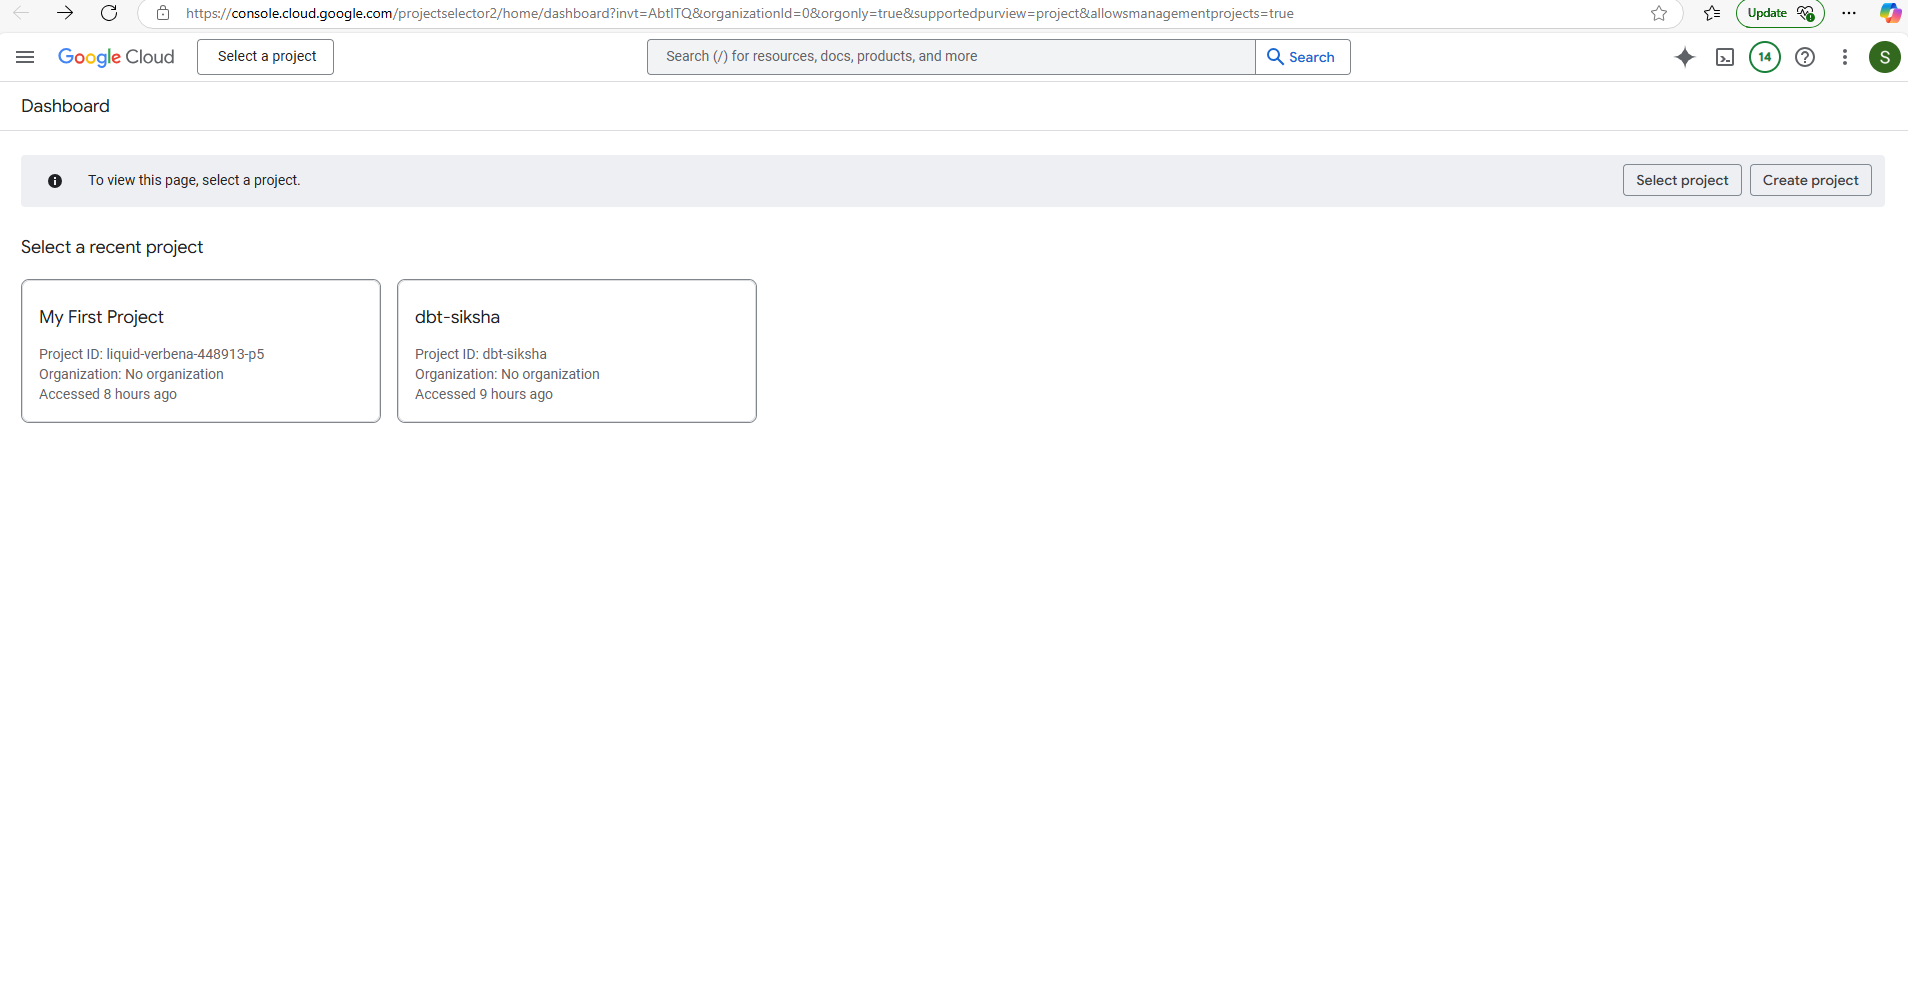 https://console.cloud.google.com/projectselector2/home/dashboard?invt=AbtITQ&organizationId=0&orgonly=true&supportedpurview=project&allowsmanagementprojects=true
Update
Google Cloud
Select a project
Search (/) for resources, docs, products, and more
Search
14
S
Dashboard
To view this page, select a project.
Select project
Create project
Select a recent project
My First Project
Project ID: liquid-verbena-448913-p5
Organization: No organization
Accessed 8 hours ago
dbt-siksha
Project ID: dbt-siksha
Organization: No organization
Accessed 9 hours ago